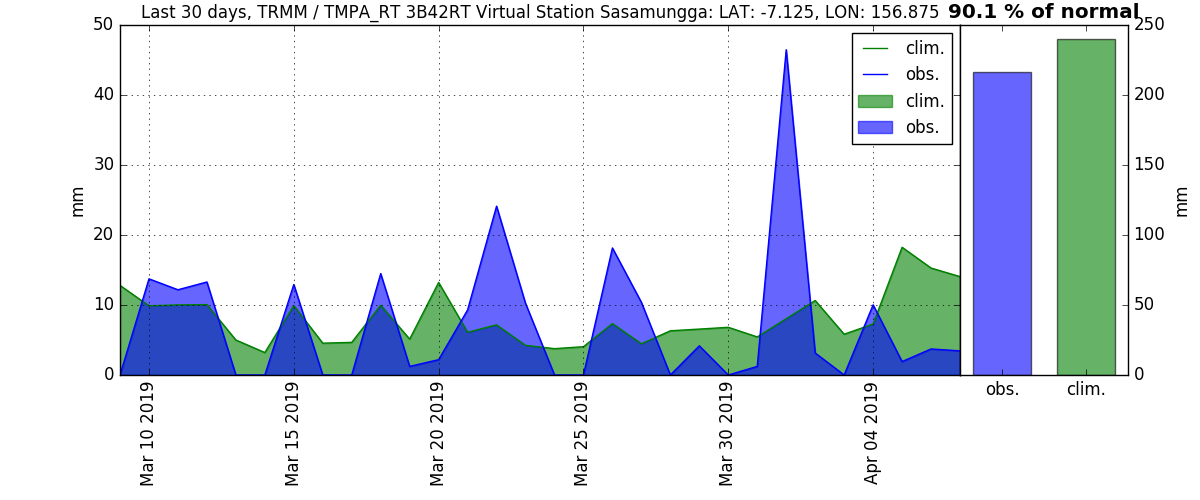 Last 30 days, TRMM / TMPA_RT 3B42RT Virtual Station Sasamungga: LAT: -7.125, LON: 156.875
90.1 % of normal
50
40
30
20
10
0
mm
clim.
obs.
clim.
obs.
Mar 10 2019
Mar 15 2019
Mar 20 2019
Mar 25 2019
Mar 30 2019
Apr 04 2019
250
200
150
100
50
0
mm
obs.
clim.